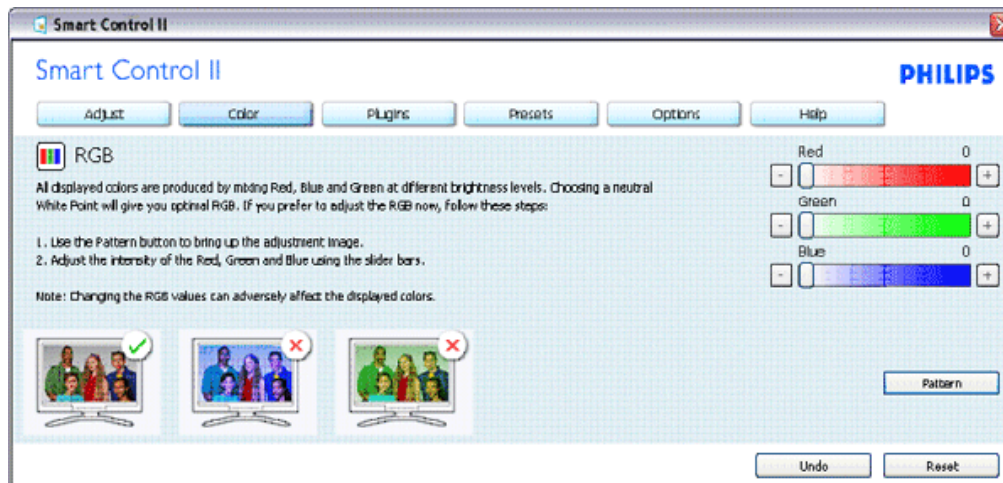 Smart Control II
Smart Control II
PHILIPS
Adjust Color Plugins Presets Options Help
RGB
All displayed colors are produced by mixing Red, Blue and Green at different brightness levels. Choosing a neutral
White Point will give you optimal RGB. If you prefer to adjust the RGB now, follow these steps:
1. Use the Pattern button to bring up the adjustment image.
2. Adjust the intensity of the Red, Green and Blue using the slider bars.
Note: Changing the RGB values can adversely affect the displayed colors.
Red 0
- +
Green 0
- +
Blue 0
- +
Pattern
Undo Reset